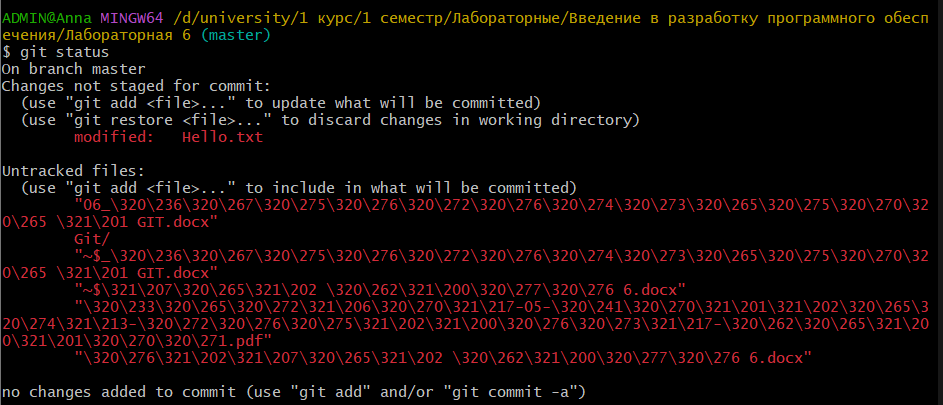 ADMIN@Anna MINGW64 /d/university/1 курс/1 семестр/Лабораторные/Введение в разработку программного обесп
ечения/Лабораторная 6 (master)
$ git status
On branch master
Changes not staged for commit:
  (use "git add <file>..." to update what will be committed)
  (use "git restore <file>..." to discard changes in working directory)
        modified:   Hello.txt

Untracked files:
  (use "git add <file>..." to include in what will be committed)
        "06_\320\236\320\267\320\275\320\276\320\272\320\276\320\274\320\273\320\265\320\275\320\270\32
0\265 \321\201 GIT.docx"
        Git/
        "~$_\320\236\320\267\320\275\320\276\320\272\320\276\320\274\320\273\320\265\320\275\320\270\32
0\265 \321\201 GIT.docx"
        "~$\321\207\320\265\321\202 \320\262\321\200\320\277\320\276 6.docx"
        "\320\233\320\265\320\272\321\206\320\270\321\217-05-\320\241\320\270\321\201\321\202\320\265\3
20\274\321\213-\320\272\320\276\320\275\321\202\321\200\320\276\320\273\321\217-\320\262\320\265\321\20
0\321\201\320\270\320\271.pdf"
        "\320\276\321\202\321\207\320\265\321\202 \320\262\321\200\320\277\320\276 6.docx"

no changes added to commit (use "git add" and/or "git commit -a")